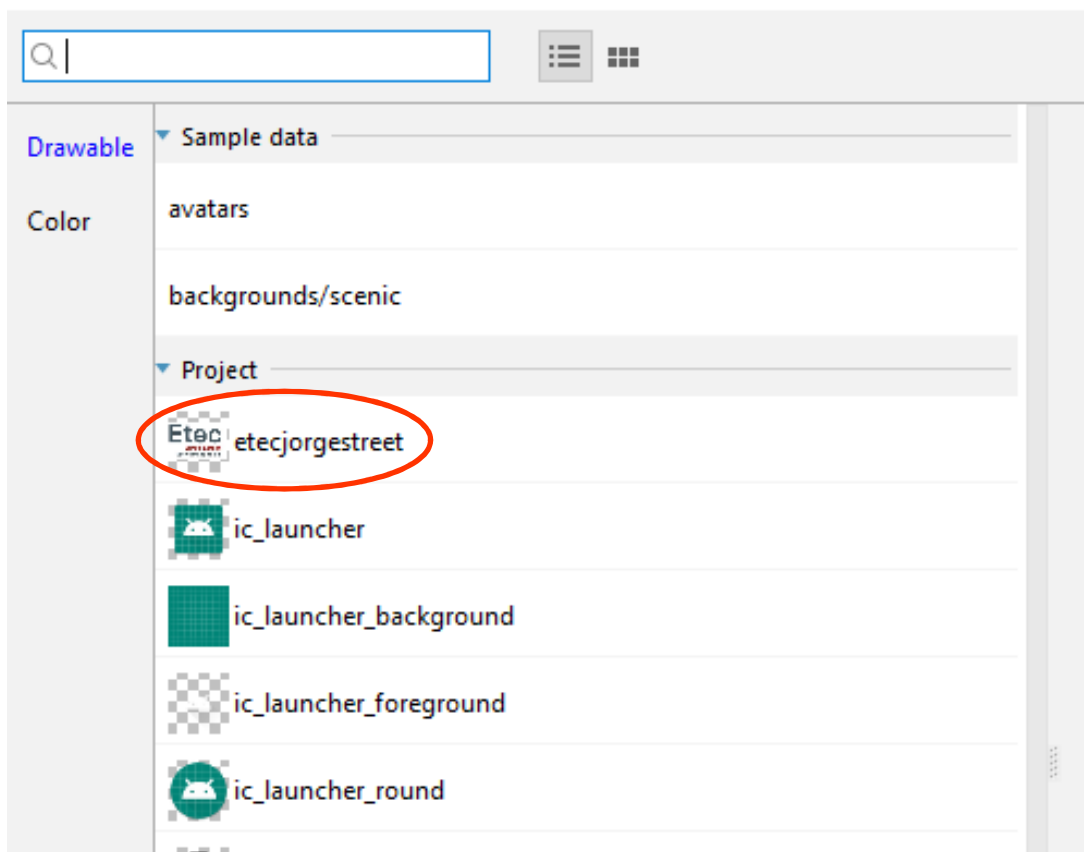 Drawable
Color
Sample data
avatars
backgrounds/scenic
Project
Etec
etecjorgestreet
ic_launcher
ic_launcher_background
ic_launcher_foreground
ic_launcher_round